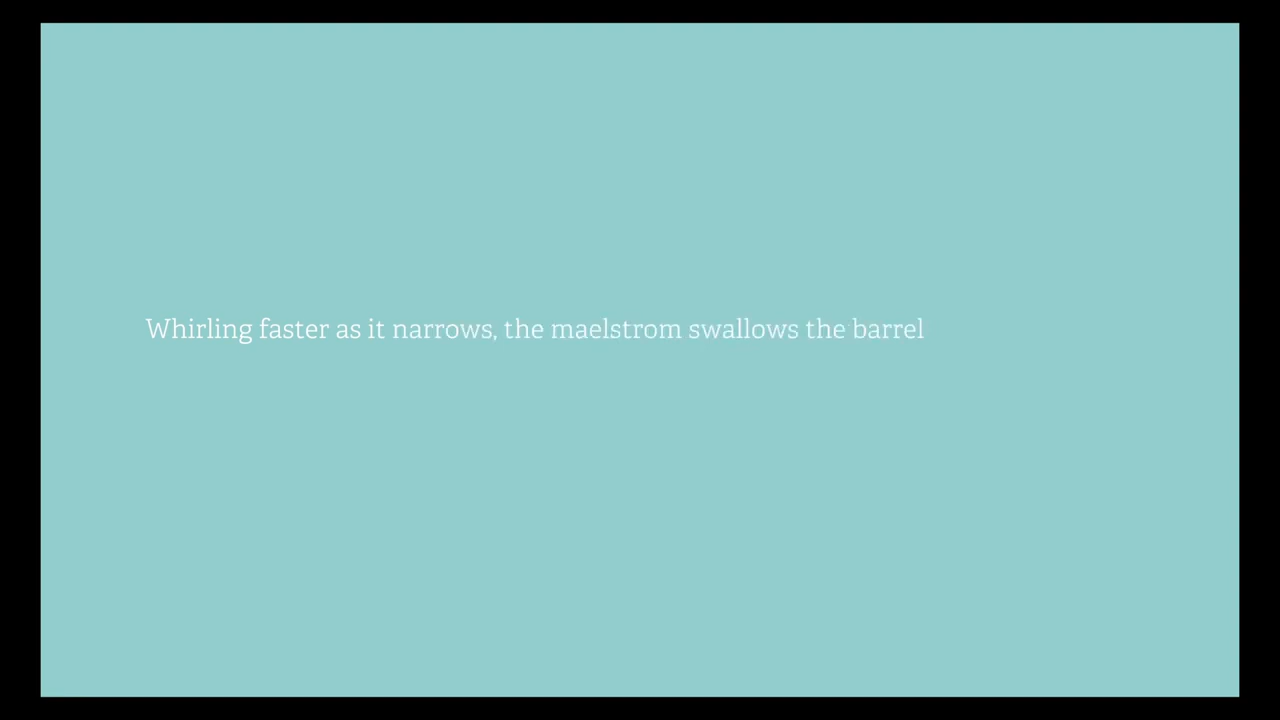 Whirling faster as it narrows, the maelstrom swallows the barrel